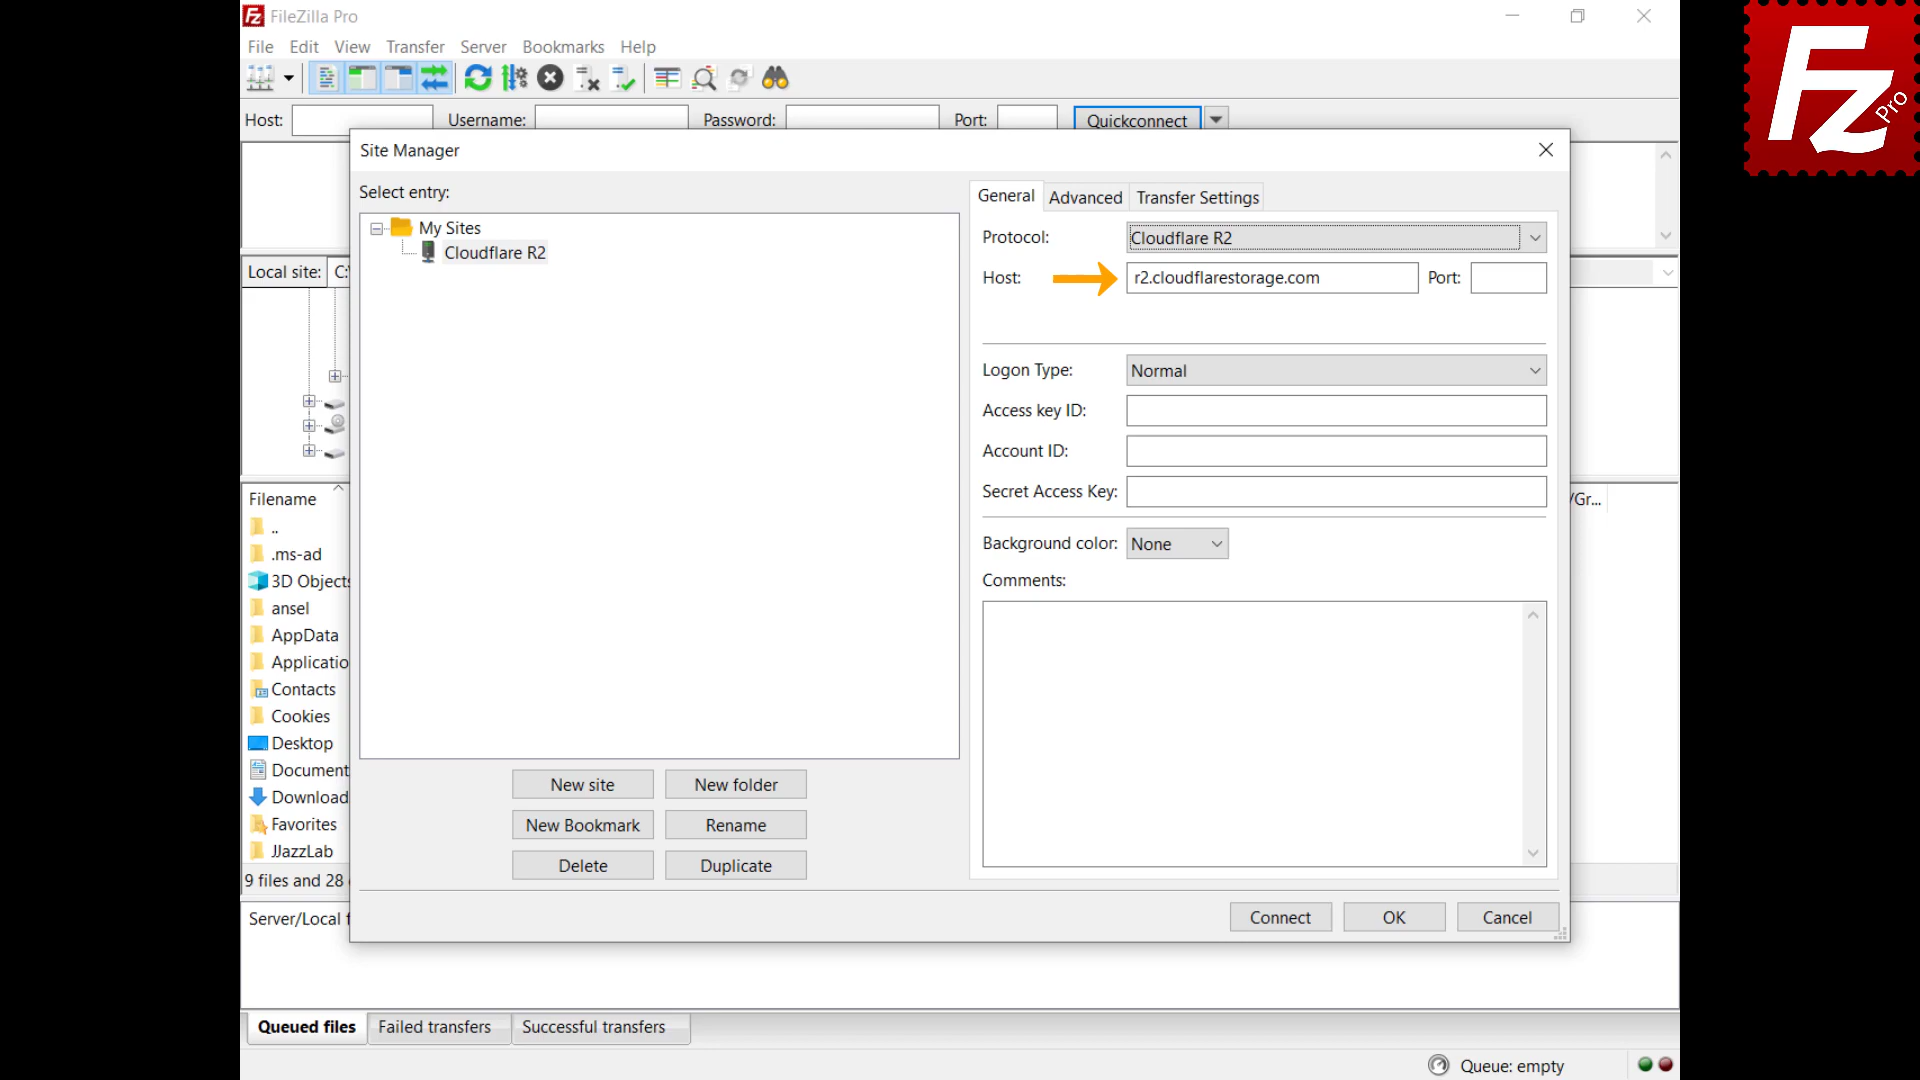 FileZilla Pro
File Edit View Transfer Server Bookmarks Help
Host: Username: Password: Port: Quickconnect
Site Manager
Select entry:
My Sites
Cloudflare R2
General Advanced Transfer Settings
Protocol: Cloudflare R2
Host: r2.cloudflarestorage.com Port:
Logon Type: Normal
Access key ID:
Account ID:
Secret Access Key:
Background color: None
Comments:
New site New folder
New Bookmark Rename
Delete Duplicate
Connect OK Cancel
Local site: C:
Filename
..
.ms-ad
3D Objects
ansel
AppData
Applicatio
Contacts
Cookies
Desktop
Document
Download
Favorites
JJazzLab
9 files and 28
Server/Local f
/Gr...
Queued files Failed transfers Successful transfers
Queue: empty
FZ Pro